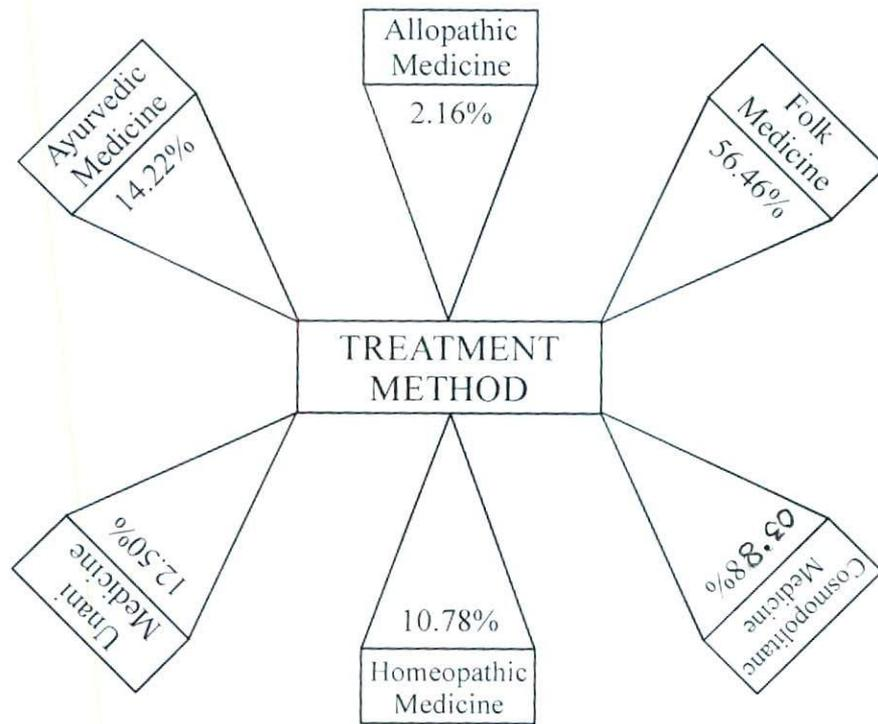 Allopathic
Medicine
2.16%
Ayurvedic
Medicine
14.22%
Folk
Medicine
56.46%
TREATMENT
METHOD
Unani
Medicine
12.50%
10.78%
Homeopathic
Medicine
03.88%
Cosmopolitanc
Medicine